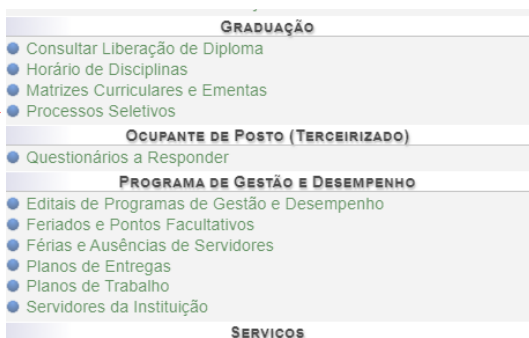 GRADUAÇÃO
Consultar Liberação de Diploma
Horário de Disciplinas
Matrizes Curriculares e Ementas
Processos Seletivos
OCUPANTE DE POSTO (TERCEIRIZADO)
Questionários a Responder
PROGRAMA DE GESTÃO E DESEMPENHO
Editais de Programas de Gestão e Desempenho
Feriados e Pontos Facultativos
Férias e Ausências de Servidores
Planos de Entregas
Planos de Trabalho
Servidores da Instituição
SERVICOS